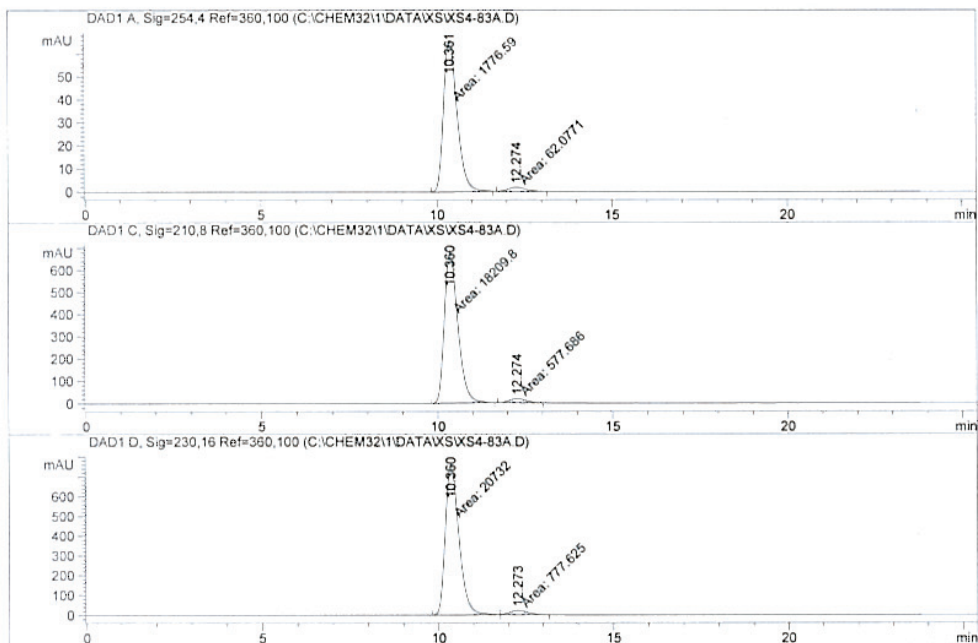 DAD1 A, Sig=254,4 Ref=360,100 (C:\CHEM32\1\DATA\XS\XS4-83A.D)
mAU
10.361
Area: 1776.59
12.274
Area: 62.0771
50
40
30
20
10
0
0 5 10 15 20 min
DAD1 C, Sig=210,8 Ref=360,100 (C:\CHEM32\1\DATA\XS\XS4-83A.D)
mAU
10.360
Area: 18209.8
12.274
Area: 577.686
600
500
400
300
200
100
0
0 5 10 15 20 min
DAD1 D, Sig=230,16 Ref=360,100 (C:\CHEM32\1\DATA\XS\XS4-83A.D)
mAU
10.360
Area: 20732
12.273
Area: 777.625
600
500
400
300
200
100
0
0 5 10 15 20 min